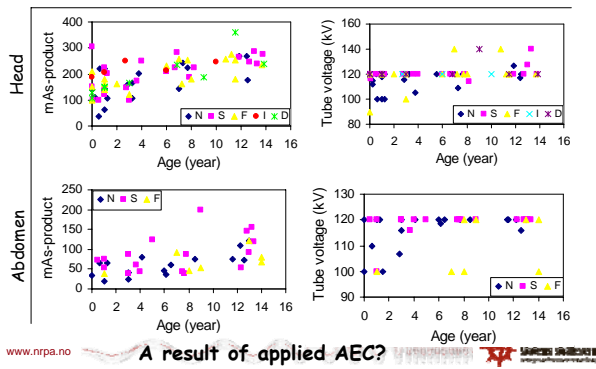 Head
mAs-product
400
300
200
100
0
0 2 4 6 8 10 12 14 16
Age (year)
N S F I D
Tube voltage (kV)
160
140
120
100
80
0 2 4 6 8 10 12 14 16
Age (year)
N S F I D
Abdomen
mAs-product
250
200
150
100
50
0
0 2 4 6 8 10 12 14 16
Age (year)
N S F
Tube voltage (kV)
130
120
110
100
90
0 2 4 6 8 10 12 14 16
Age (year)
N S F
www.nrpa.no
A result of applied AEC?